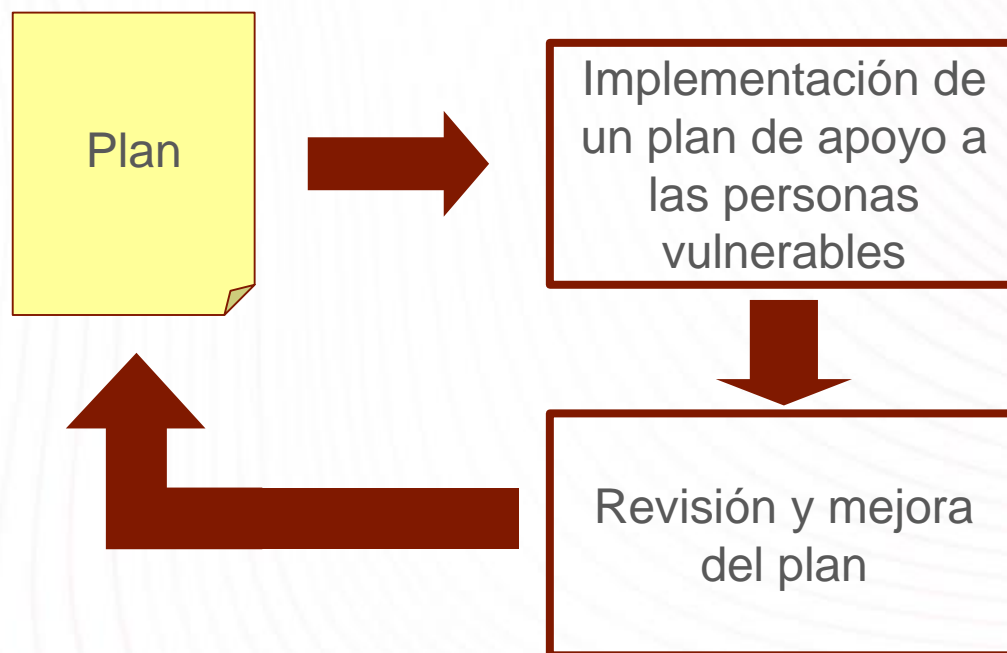 Plan
Implementación de
un plan de apoyo a
las personas
vulnerables
Revisión y mejora
del plan